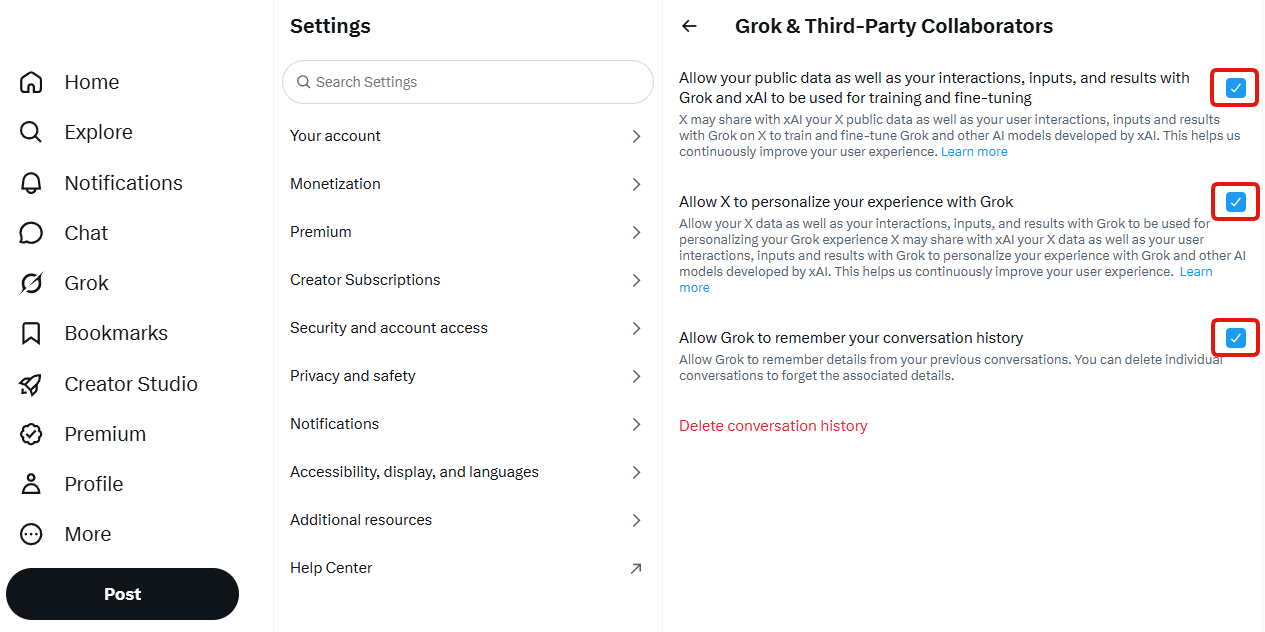 Home
Explore
Notifications
Chat
Grok
Bookmarks
Creator Studio
Premium
Profile
More
Post
Settings
Search Settings
Your account
Monetization
Premium
Creator Subscriptions
Security and account access
Privacy and safety
Notifications
Accessibility, display, and languages
Additional resources
Help Center
Grok & Third-Party Collaborators
Allow your public data as well as your interactions, inputs, and results with
Grok and xAI to be used for training and fine-tuning
X may share with xAI your X public data as well as your user interactions, inputs and results
with Grok on X to train and fine-tune Grok and other AI models developed by xAI. This helps us
continuously improve your user experience. Learn more
Allow X to personalize your experience with Grok
Allow your X data as well as your interactions, inputs, and results with Grok to be used for
personalizing your Grok experience X may share with xAI your X data as well as your user
interactions, inputs and results with Grok to personalize your experience with Grok and other AI
models developed by xAI. This helps us continuously improve your user experience. Learn
more
Allow Grok to remember your conversation history
Allow Grok to remember details from your previous conversations. You can delete individual
conversations to forget the associated details.
Delete conversation history